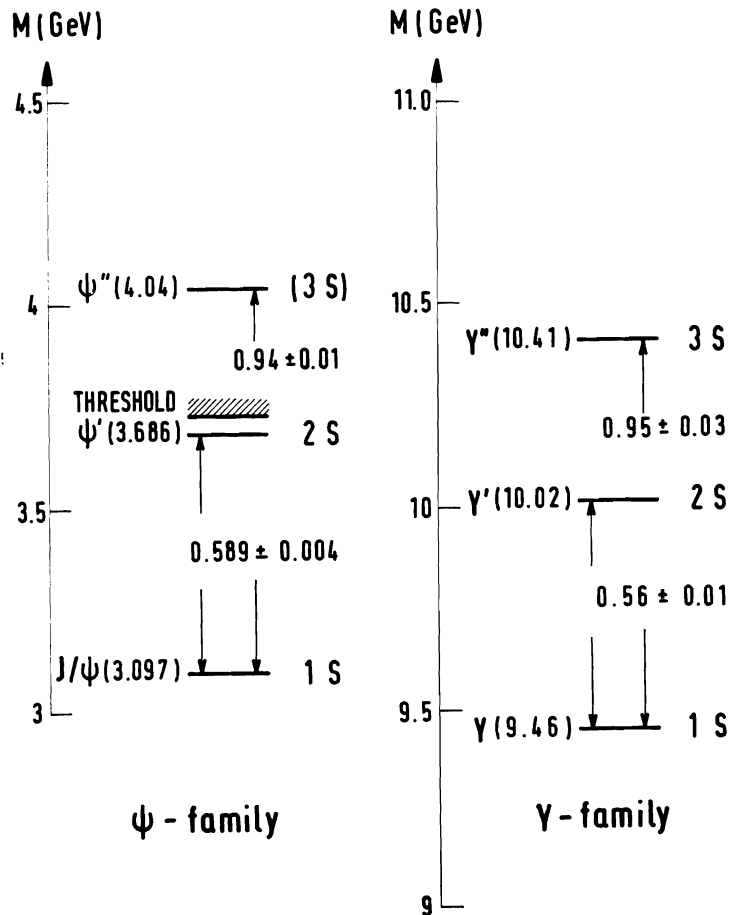 M(GeV)
4.5
ψ"(4.04) (3 S)
4
0.94 ±0.01
THRESHOLD
ψ'(3.686) 2 S
3.5
0.589 ± 0.004
J/ψ(3.097) 1 S
3
ψ - family
M(GeV)
11.0
10.5
ϒ"(10.41) 3 S
0.95 ± 0.03
10
ϒ'(10.02) 2 S
0.56 ± 0.01
9.5
ϒ(9.46) 1 S
ϒ - family
9